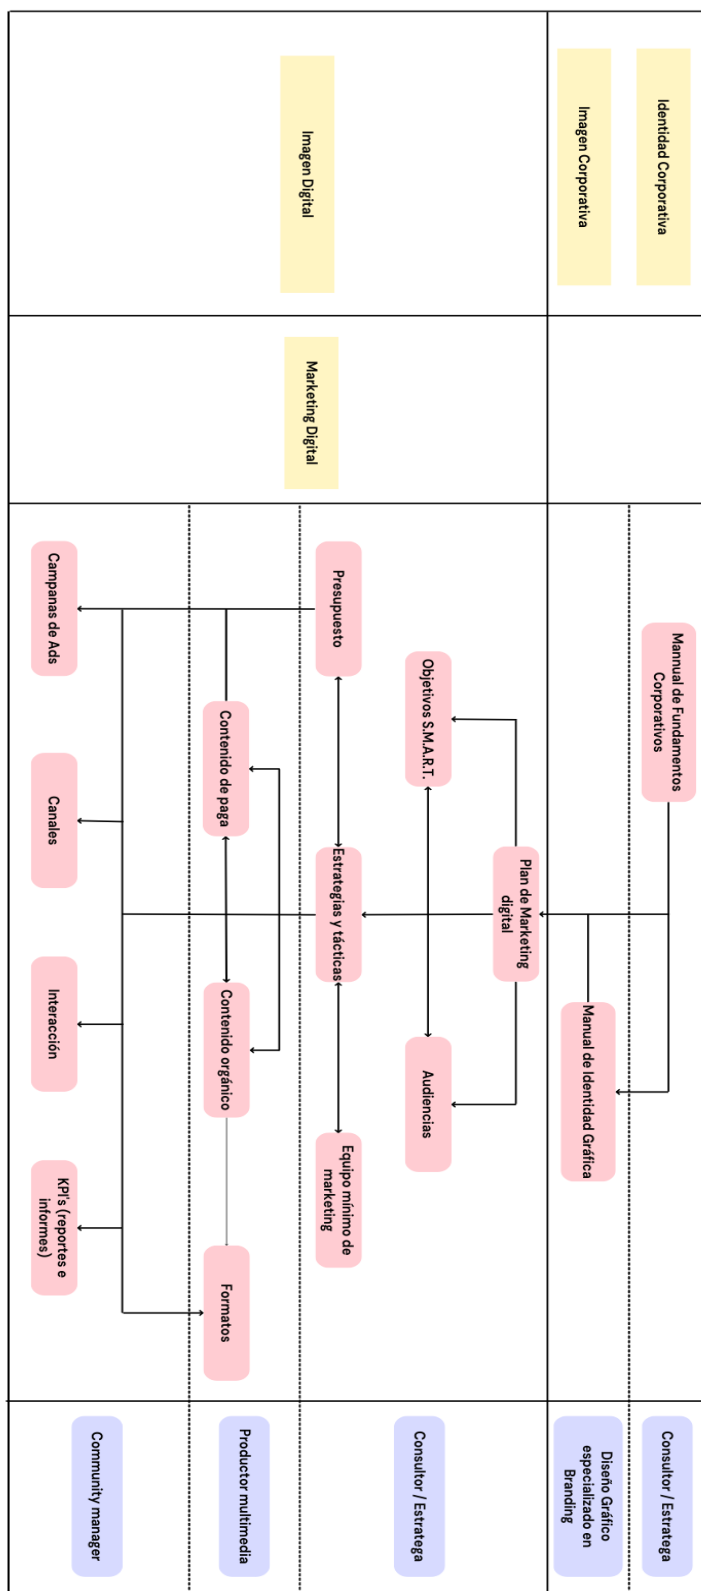 Identidad Corporativa
Mannual de Fundamentos
Corporativos
Consultor / Estratega
Imagen Corporativa
Manual de Identidad Gráfica
Diseño Gráfico
especializado en
Branding
Imagen Digital
Marketing Digital
Plan de Marketing
digital
Objetivos S.M.A.R.T.
Audiencias
Consultor / Estratega
Presupuesto
Estrategias y tácticas
Equipo mínimo de
marketing
Contenido de paga
Contenido orgánico
Formatos
Productor multimedia
Campanas de Ads
Canales
Interacción
KPI's (reportes e
informes)
Community manager